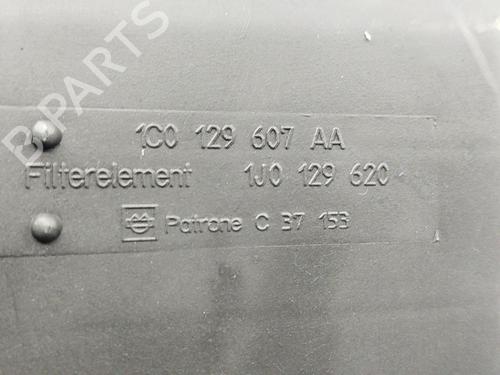 B-PARTS
1C0 129 607 AA
Filterelement 1J0 129 620
Patrone C 37 153